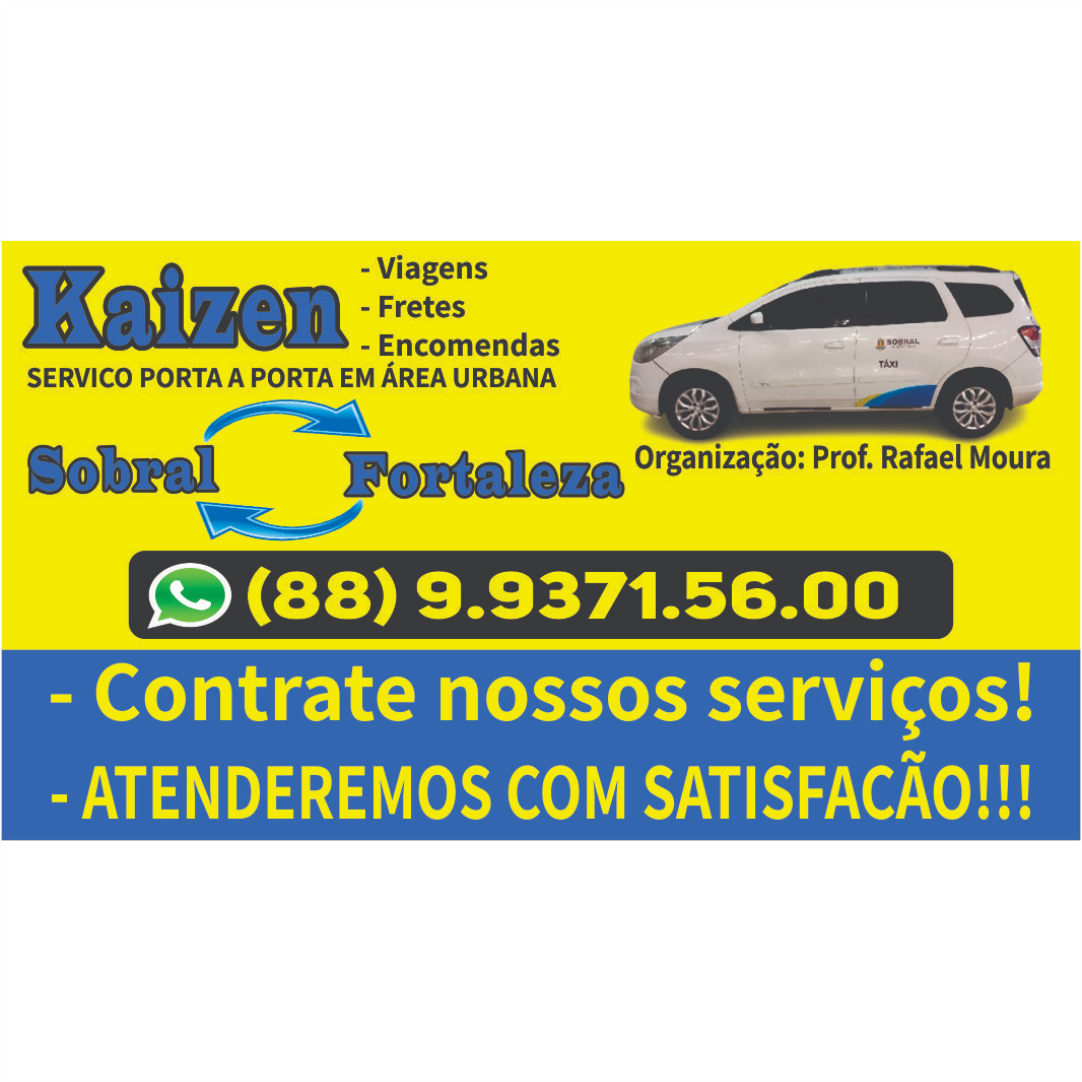 Kaizen
- Viagens
- Fretes
- Encomendas
SERVICO PORTA A PORTA EM ÁREA URBANA
SOBRAL
TÁXI
Organização: Prof. Rafael Moura
Sobral
Fortaleza
(88) 9.9371.56.00
- Contrate nossos serviços!
- ATENDEREMOS COM SATISFACÃO!!!